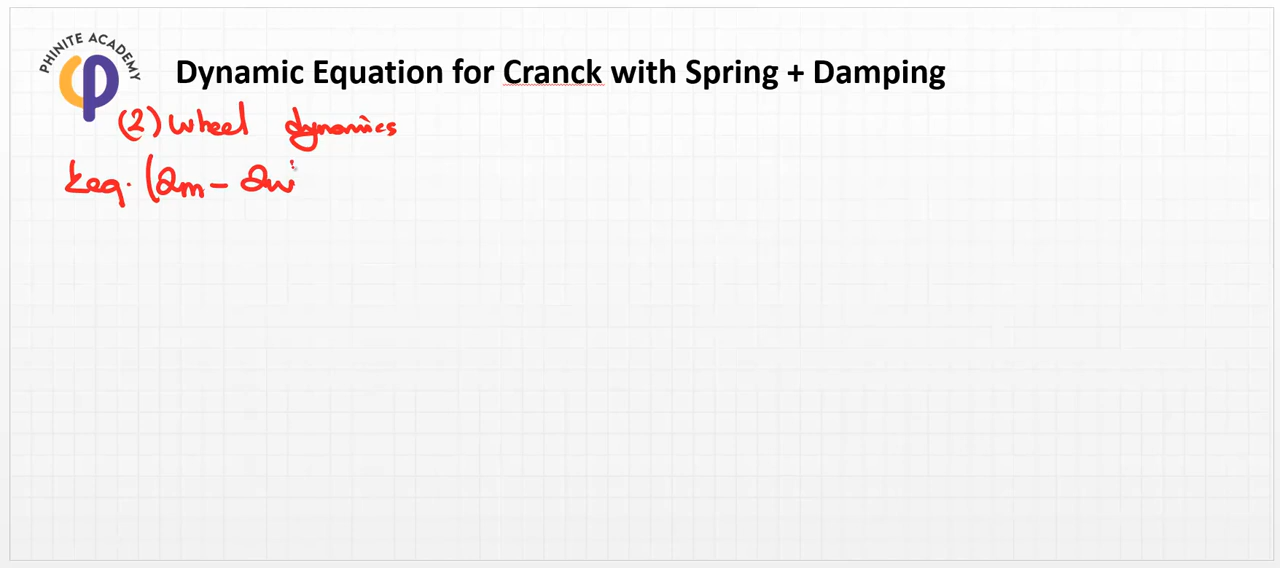 PHINITE ACADEMY
Dynamic Equation for Cranck with Spring + Damping
(2) wheel dynamics
keq. (θm - θw